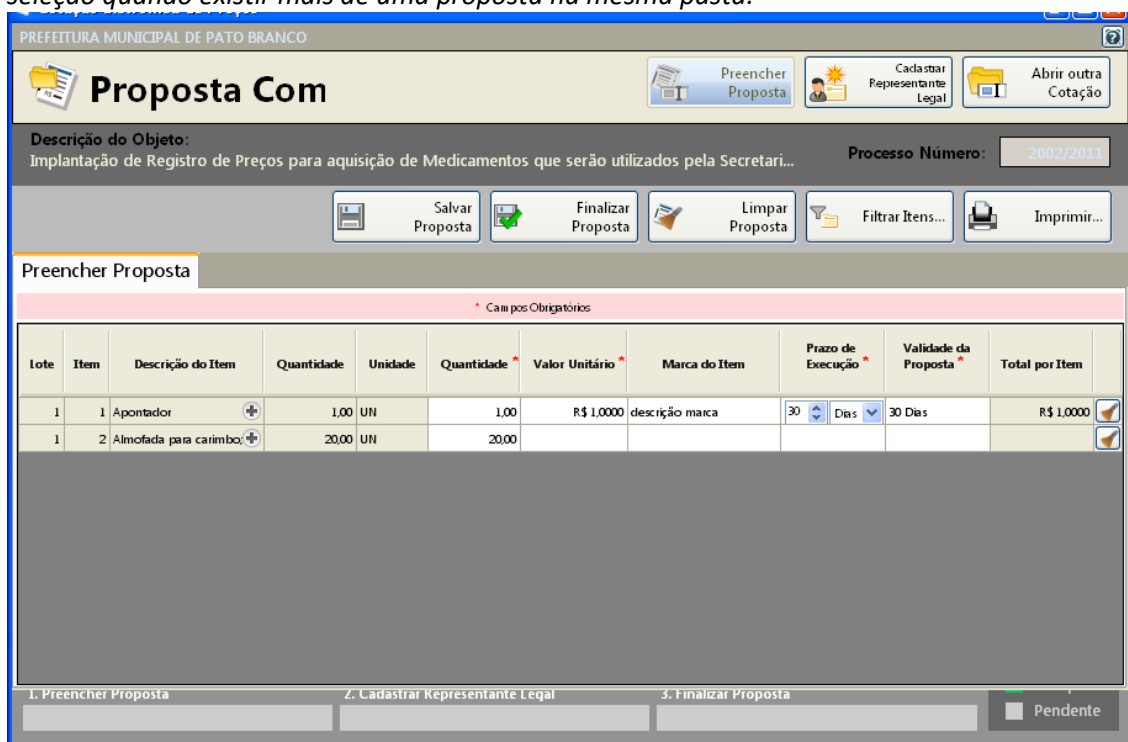 seleção quando existir mais de uma proposta na mesma pasta.
PREFEITURA MUNICIPAL DE PATO BRANCO
Proposta Com
Preencher
Proposta
Cadastrar
Representante
Legal
Abrir outra
Cotação
Descrição do Objeto:
Implantação de Registro de Preços para aquisição de Medicamentos que serão utilizados pela Secretari...
Processo Número: 2002/2011
Salvar
Proposta
Finalizar
Proposta
Limpar
Proposta
Filtrar Itens...
Imprimir...
Preencher Proposta
* Campos Obrigatórios
Lote Item Descrição do Item Quantidade Unidade Quantidade * Valor Unitário * Marca do Item Prazo de Execução * Validade da Proposta * Total por Item
1 1 Apontador 1,00 UN 1,00 R$ 1,0000 descrição marca 30 Dias 30 Dias R$ 1,0000
1 2 Almofada para carimbo; 20,00 UN 20,00
1. Preencher Proposta 2. Cadastrar Representante Legal 3. Finalizar Proposta
Pendente